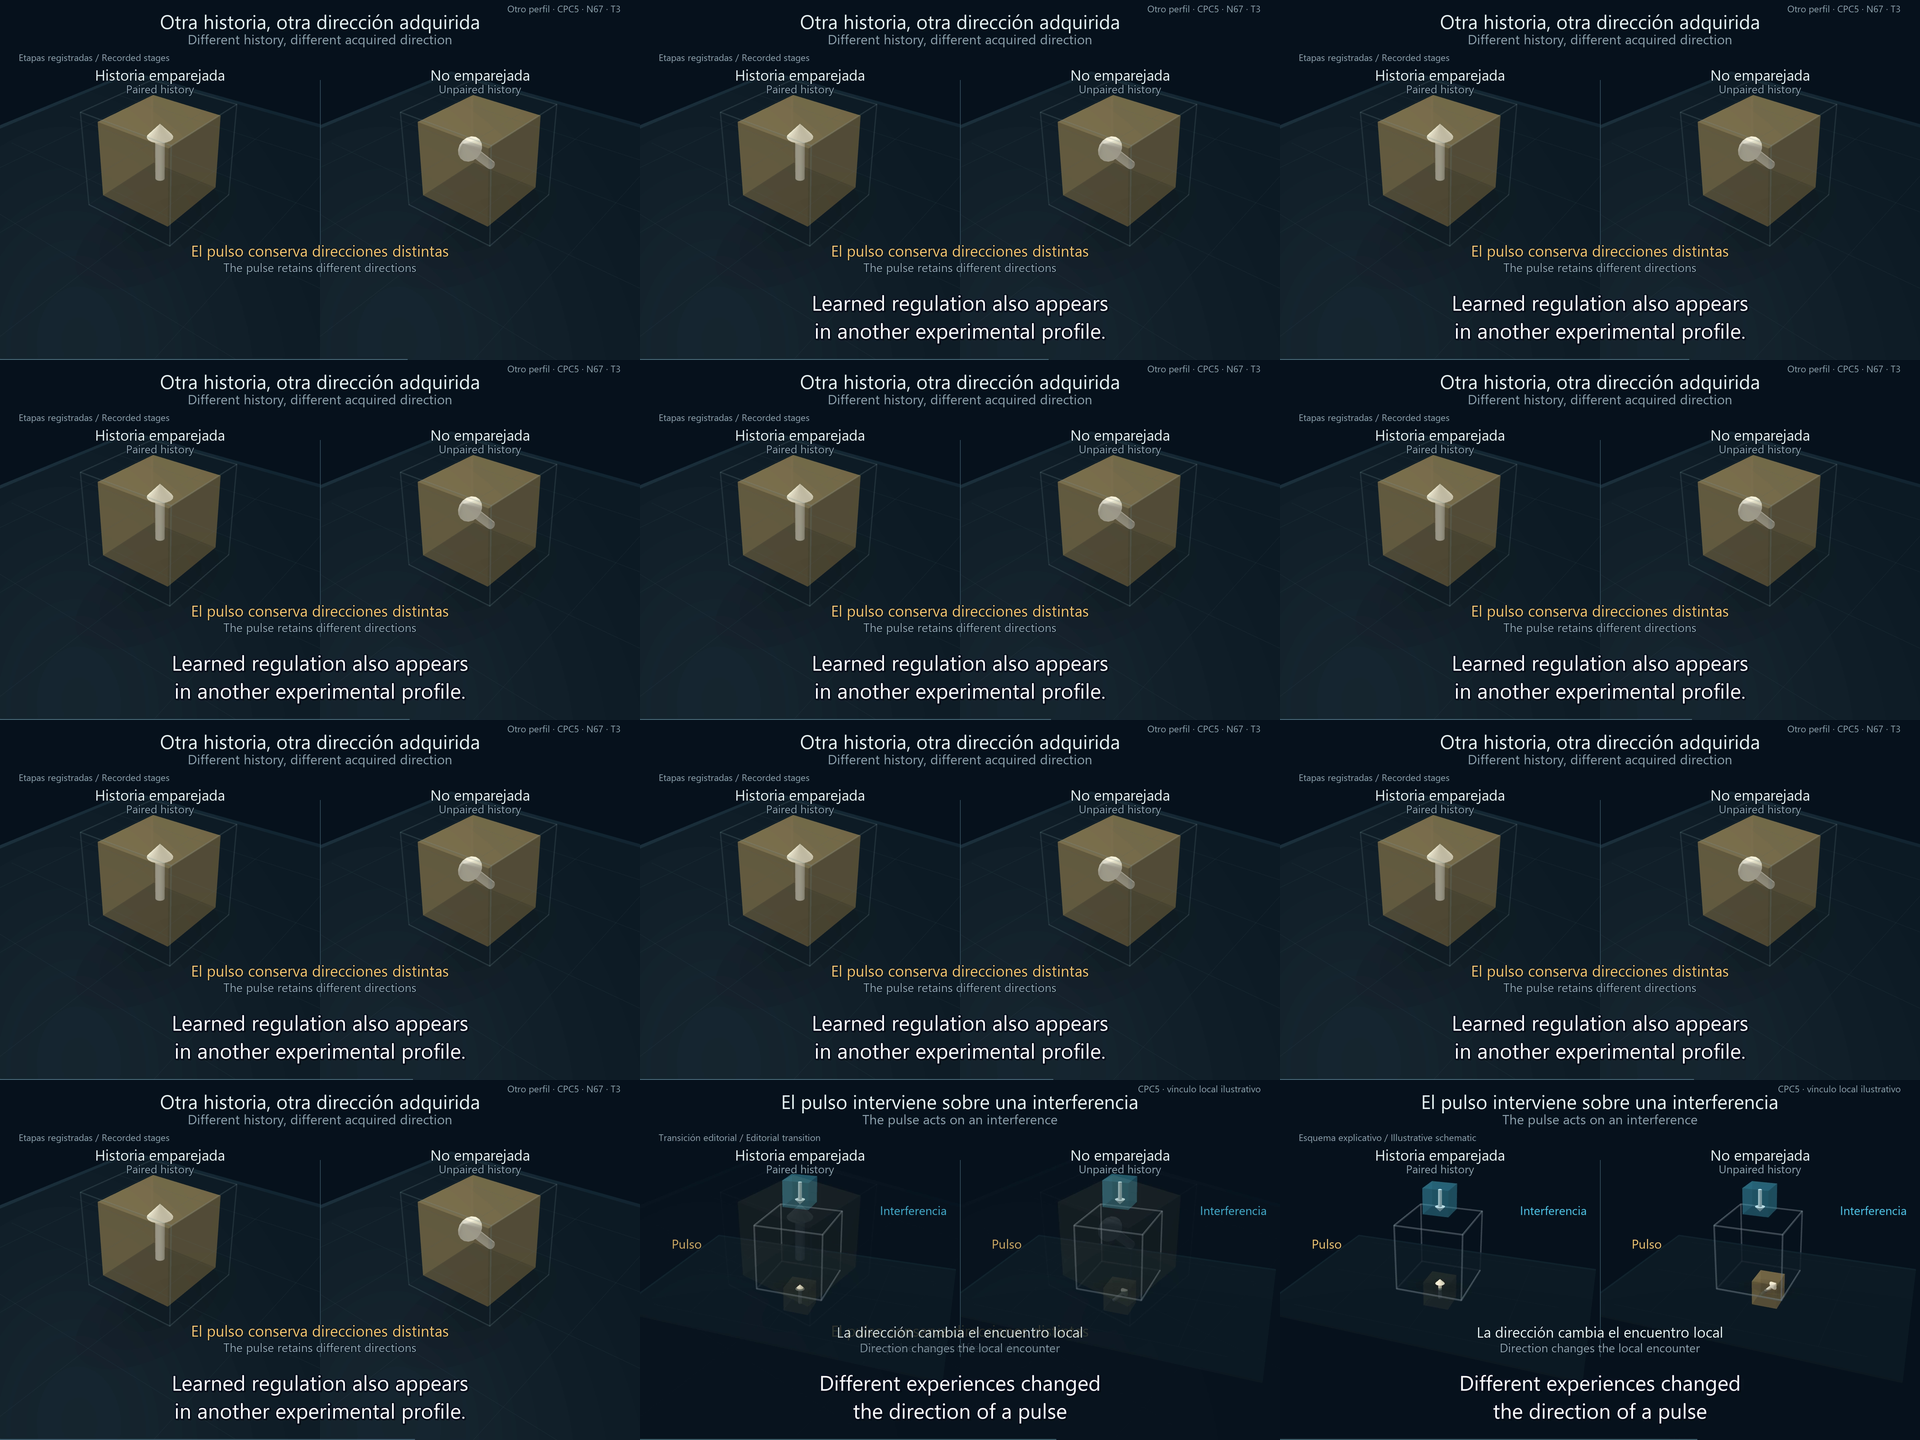 Otro perfil · CPC5 · N67 · T3
Otra historia, otra dirección adquirida
Different history, different acquired direction
Etapas registradas / Recorded stages
Historia emparejada
Paired history
No emparejada
Unpaired history
El pulso conserva direcciones distintas
The pulse retains different directions
Otro perfil · CPC5 · N67 · T3
Otra historia, otra dirección adquirida
Different history, different acquired direction
Etapas registradas / Recorded stages
Historia emparejada
Paired history
No emparejada
Unpaired history
El pulso conserva direcciones distintas
The pulse retains different directions
Learned regulation also appears
in another experimental profile.
Otro perfil · CPC5 · N67 · T3
Otra historia, otra dirección adquirida
Different history, different acquired direction
Etapas registradas / Recorded stages
Historia emparejada
Paired history
No emparejada
Unpaired history
El pulso conserva direcciones distintas
The pulse retains different directions
Learned regulation also appears
in another experimental profile.
Otro perfil · CPC5 · N67 · T3
Otra historia, otra dirección adquirida
Different history, different acquired direction
Etapas registradas / Recorded stages
Historia emparejada
Paired history
No emparejada
Unpaired history
El pulso conserva direcciones distintas
The pulse retains different directions
Learned regulation also appears
in another experimental profile.
Otro perfil · CPC5 · N67 · T3
Otra historia, otra dirección adquirida
Different history, different acquired direction
Etapas registradas / Recorded stages
Historia emparejada
Paired history
No emparejada
Unpaired history
El pulso conserva direcciones distintas
The pulse retains different directions
Learned regulation also appears
in another experimental profile.
Otro perfil · CPC5 · N67 · T3
Otra historia, otra dirección adquirida
Different history, different acquired direction
Etapas registradas / Recorded stages
Historia emparejada
Paired history
No emparejada
Unpaired history
El pulso conserva direcciones distintas
The pulse retains different directions
Learned regulation also appears
in another experimental profile.
Otro perfil · CPC5 · N67 · T3
Otra historia, otra dirección adquirida
Different history, different acquired direction
Etapas registradas / Recorded stages
Historia emparejada
Paired history
No emparejada
Unpaired history
El pulso conserva direcciones distintas
The pulse retains different directions
Learned regulation also appears
in another experimental profile.
Otro perfil · CPC5 · N67 · T3
Otra historia, otra dirección adquirida
Different history, different acquired direction
Etapas registradas / Recorded stages
Historia emparejada
Paired history
No emparejada
Unpaired history
El pulso conserva direcciones distintas
The pulse retains different directions
Learned regulation also appears
in another experimental profile.
Otro perfil · CPC5 · N67 · T3
Otra historia, otra dirección adquirida
Different history, different acquired direction
Etapas registradas / Recorded stages
Historia emparejada
Paired history
No emparejada
Unpaired history
El pulso conserva direcciones distintas
The pulse retains different directions
Learned regulation also appears
in another experimental profile.
Otro perfil · CPC5 · N67 · T3
Otra historia, otra dirección adquirida
Different history, different acquired direction
Etapas registradas / Recorded stages
Historia emparejada
Paired history
No emparejada
Unpaired history
El pulso conserva direcciones distintas
The pulse retains different directions
Learned regulation also appears
in another experimental profile.
CPC5 · vínculo local ilustrativo
El pulso interviene sobre una interferencia
The pulse acts on an interference
Transición editorial / Editorial transition
Historia emparejada
Paired history
No emparejada
Unpaired history
Interferencia
Interferencia
Pulso
Pulso
La dirección cambia el encuentro local
Direction changes the local encounter
Different experiences changed
the direction of a pulse
CPC5 · vínculo local ilustrativo
El pulso interviene sobre una interferencia
The pulse acts on an interference
Esquema explicativo / Illustrative schematic
Historia emparejada
Paired history
No emparejada
Unpaired history
Interferencia
Interferencia
Pulso
Pulso
La dirección cambia el encuentro local
Direction changes the local encounter
Different experiences changed
the direction of a pulse